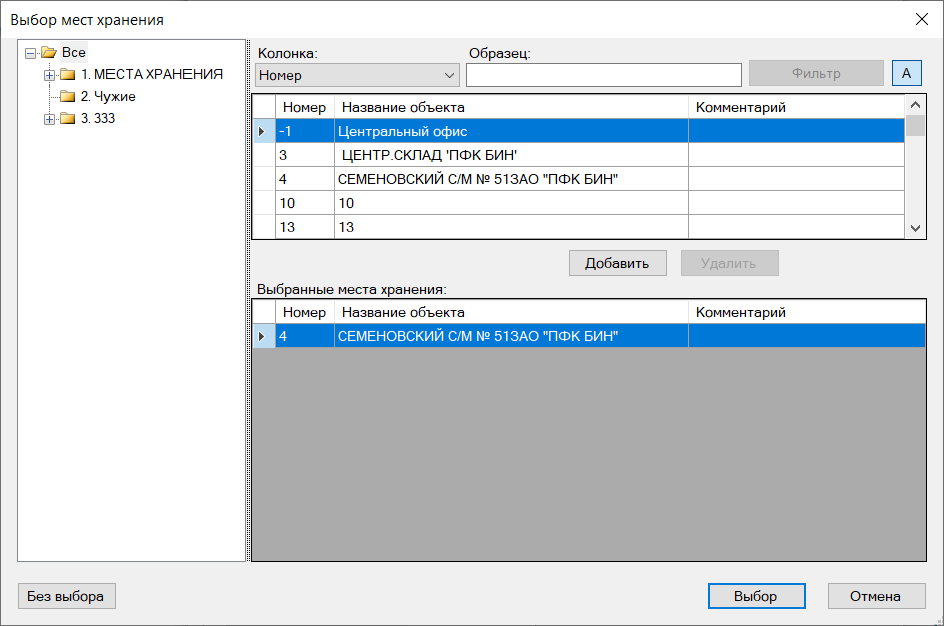 Выбор мест хранения
Все
1. МЕСТА ХРАНЕНИЯ
2. Чужие
3. 333
Колонка:
Образец:
Номер
Фильтр
A
Номер Название объекта Комментарий
-1 Центральный офис
3 ЦЕНТР.СКЛАД 'ПФК БИН'
4 СЕМЕНОВСКИЙ С/М № 513АО "ПФК БИН"
10 10
13 13
Добавить
Удалить
Выбранные места хранения:
Номер Название объекта Комментарий
4 СЕМЕНОВСКИЙ С/М № 513АО "ПФК БИН"
Без выбора
Выбор
Отмена